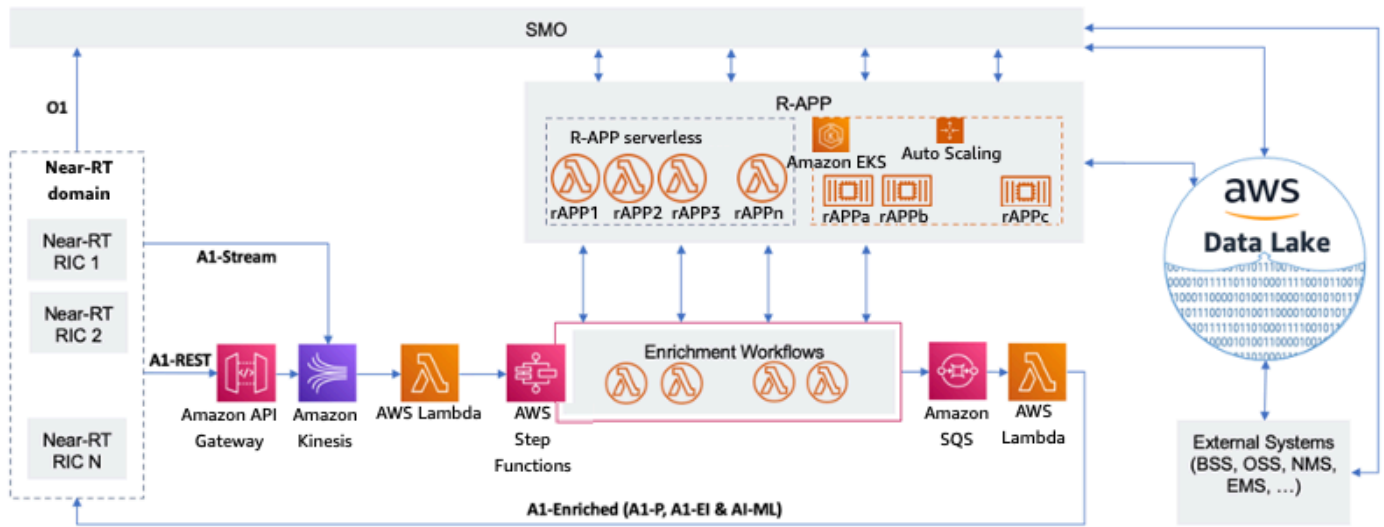 SMO
O1
R-APP
R-APP serverless
Amazon EKS
Auto Scaling
rAPP1
rAPP2
rAPP3
rAPPn
rAPPa
rAPPb
rAPPc
Near-RT
domain
Near-RT
RIC 1
Near-RT
RIC 2
Near-RT
RIC N
A1-Stream
A1-REST
Amazon API
Gateway
Amazon
Kinesis
AWS Lambda
AWS
Step
Functions
Enrichment Workflows
Amazon
SQS
AWS
Lambda
A1-Enriched (A1-P, A1-EI & AI-ML)
aws
Data Lake
External Systems
(BSS, OSS, NMS,
EMS, …)